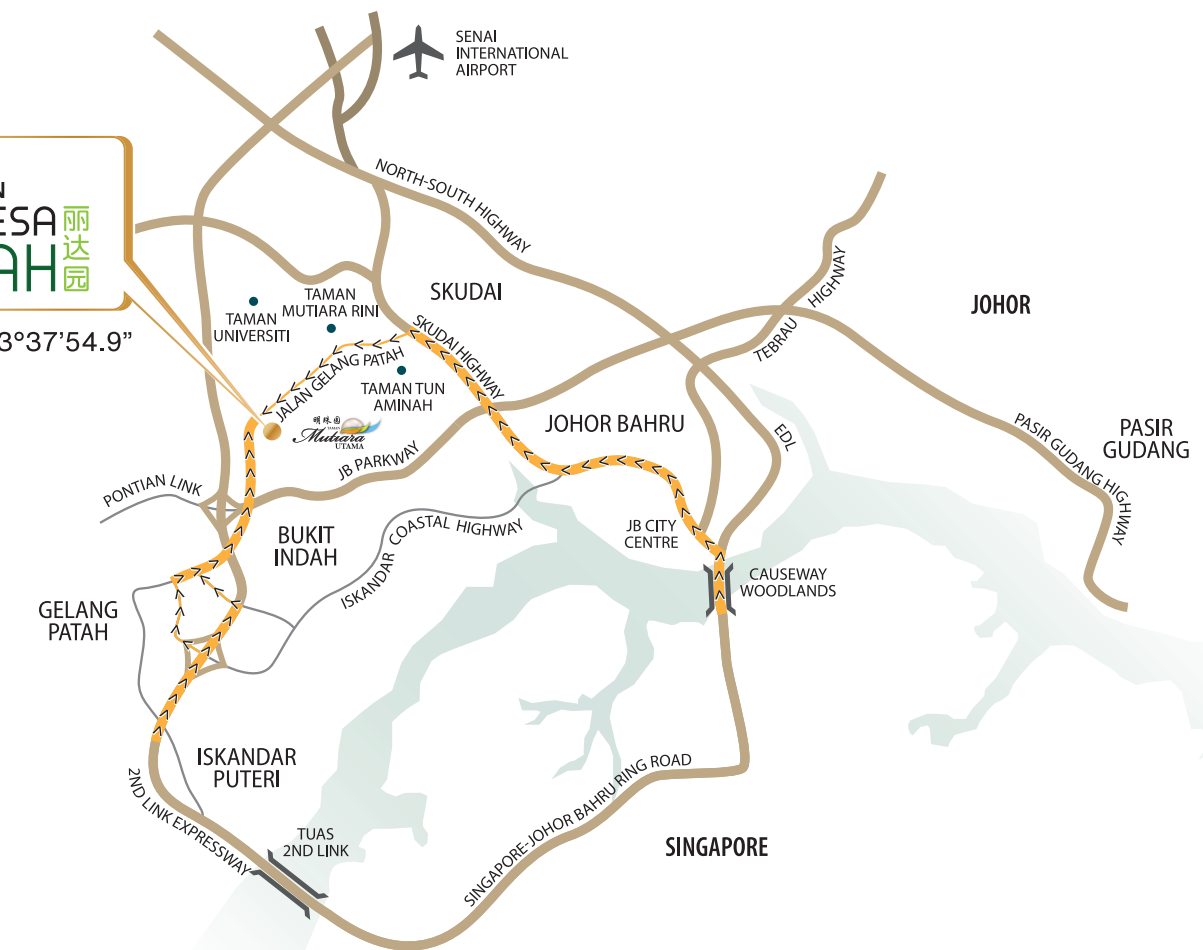 SENAI
INTERNATIONAL
AIRPORT
N
ESA
AH
丽
达
园
3°37’54.9”
NORTH-SOUTH HIGHWAY
SKUDAI
TAMAN
MUTIARA RINI
TAMAN
UNIVERSITI
SKUDAI HIGHWAY
JALAN GELANG PATAH
TAMAN TUN
AMINAH
TEBRAU HIGHWAY
JOHOR
明珠园
TAMAN
Mutiara
UTAMA
JOHOR BAHRU
EDL
JB PARKWAY
PASIR GUDANG HIGHWAY
PASIR
GUDANG
PONTIAN LINK
BUKIT
INDAH
ISKANDAR COASTAL HIGHWAY
JB CITY
CENTRE
CAUSEWAY
WOODLANDS
GELANG
PATAH
ISKANDAR
PUTERI
2ND LINK EXPRESSWAY
TUAS
2ND LINK
SINGAPORE-JOHOR BAHRU RING ROAD
SINGAPORE